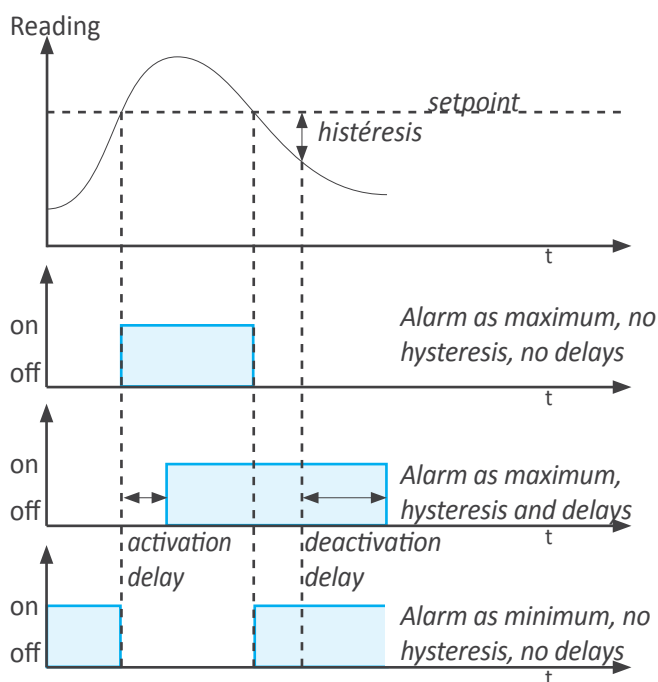 Reading
setpoint
histéresis
t
on
off
Alarm as maximum, no
hysteresis, no delays
t
on
off
Alarm as maximum,
hysteresis and delays
t
activation
delay
deactivation
delay
on
off
Alarm as minimum, no
hysteresis, no delays
t